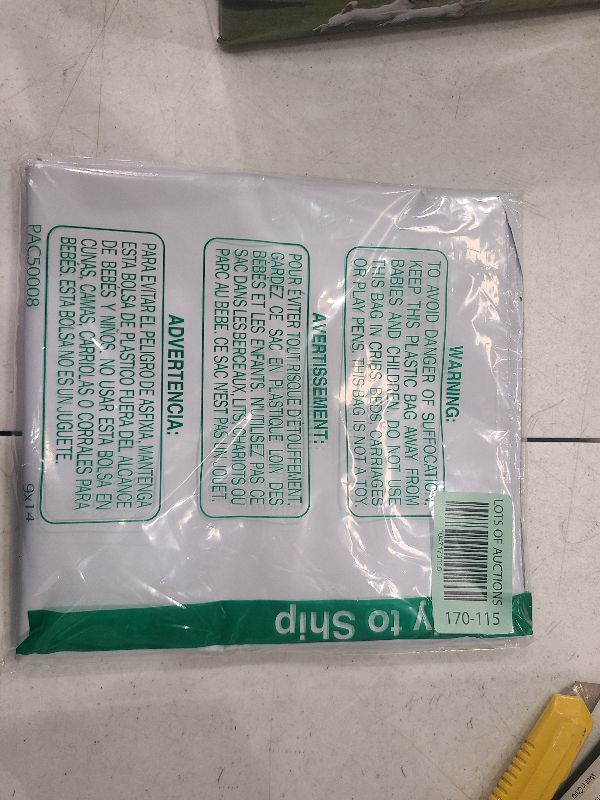 WARNING:
TO AVOID DANGER OF SUFFOCATION,
KEEP THIS PLASTIC BAG AWAY FROM
BABIES AND CHILDREN. DO NOT USE
THIS BAG IN CRIBS, BEDS, CARRIAGES
OR PLAY PENS. THIS BAG IS NOT A TOY.
AVERTISSEMENT:
POUR ÉVITER TOUT RISQUE D'ÉTOUFFEMENT,
GARDEZ CE SAC EN PLASTIQUE LOIX DES
BÉBÉS ET LES ENFANTS. N'UTILISEZ PAS CE
SAC DANS LES BERCEAUX, LITS, CHARIOTS OU
PARC AU BEBE. CE SAC N'EST PAS UN JOUET.
ADVERTENCIA:
PARA EVITAR EL PELIGRO DE ASFIXIA, MANTENGA
ESTA BOLSA DE PLASTICO FUERA DEL ALCANCE
DE BEBES Y NINOS. NO USAR ESTA BOLSA EN
CUNAS, CAMAS, CARRIOLAS O CORRALES PARA
BEBÉS. ESTA BOLSA NO ES UN JUGUETE.
PAC50008
9x14
y to Ship
LOTS OF AUCTIONS
170-115